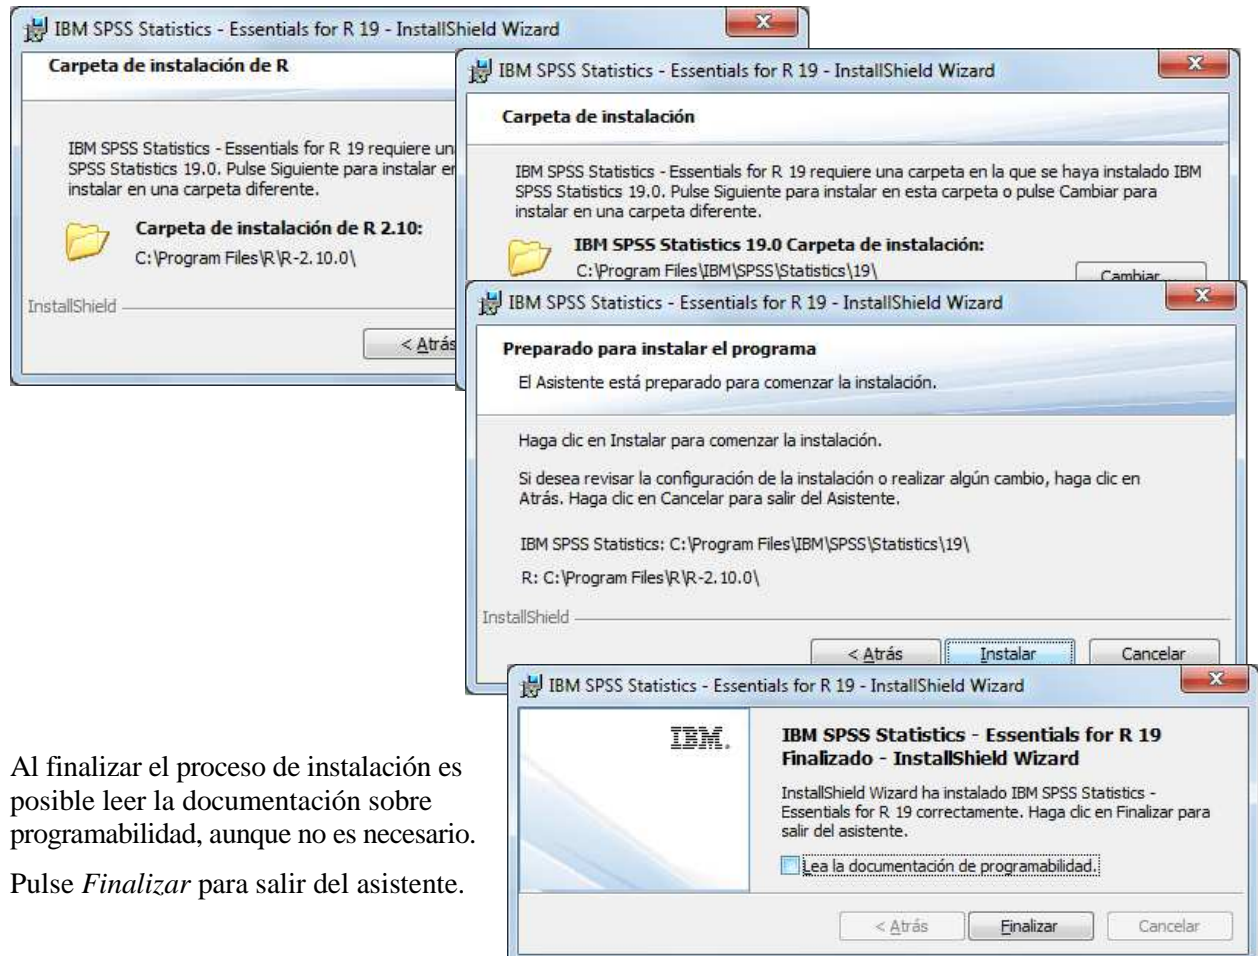 IBM SPSS Statistics - Essentials for R 19 - InstallShield Wizard
Carpeta de instalación de R
IBM SPSS Statistics - Essentials for R 19 requiere un
SPSS Statistics 19.0. Pulse Siguiente para instalar er
instalar en una carpeta diferente.
Carpeta de instalación de R 2.10:
C:\Program Files\R\R-2.10.0\
InstallShield
< Atrás
IBM SPSS Statistics - Essentials for R 19 - InstallShield Wizard
Carpeta de instalación
IBM SPSS Statistics - Essentials for R 19 requiere una carpeta en la que se haya instalado IBM
SPSS Statistics 19.0. Pulse Siguiente para instalar en esta carpeta o pulse Cambiar para
instalar en una carpeta diferente.
IBM SPSS Statistics 19.0 Carpeta de instalación:
C:\Program Files\IBM\SPSS\Statistics\19\
Cambiar...
IBM SPSS Statistics - Essentials for R 19 - InstallShield Wizard
Preparado para instalar el programa
El Asistente está preparado para comenzar la instalación.
Haga clic en Instalar para comenzar la instalación.
Si desea revisar la configuración de la instalación o realizar algún cambio, haga clic en
Atrás. Haga clic en Cancelar para salir del Asistente.
IBM SPSS Statistics: C:\Program Files\IBM\SPSS\Statistics\19\
R: C:\Program Files\R\R-2.10.0\
InstallShield
< Atrás Instalar Cancelar
IBM SPSS Statistics - Essentials for R 19 - InstallShield Wizard
IBM.
IBM SPSS Statistics - Essentials for R 19
Finalizado - InstallShield Wizard
InstallShield Wizard ha instalado IBM SPSS Statistics -
Essentials for R 19 correctamente. Haga clic en Finalizar para
salir del asistente.
Lea la documentación de programabilidad.
< Atrás Finalizar Cancelar
Al finalizar el proceso de instalación es
posible leer la documentación sobre
programabilidad, aunque no es necesario.
Pulse Finalizar para salir del asistente.